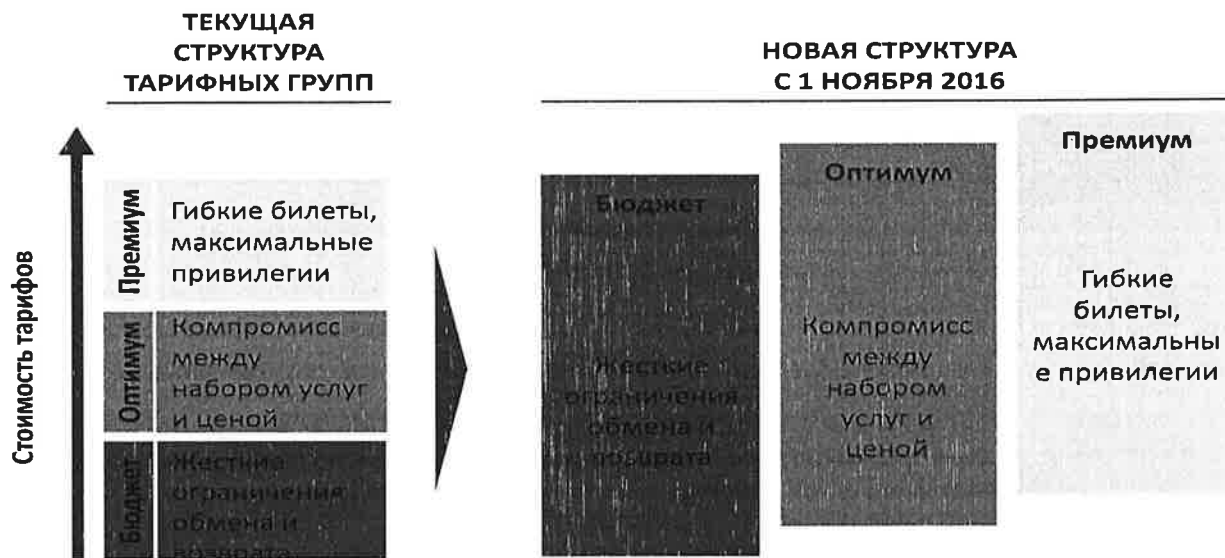 ТЕКУЩАЯ
СТРУКТУРА
ТАРИФНЫХ ГРУПП
НОВАЯ СТРУКТУРА
С 1 НОЯБРЯ 2016
Стоимость тарифов
Премиум
Гибкие билеты,
максимальные
привилегии
Оптимум
Компромисс
между
набором услуг
и ценой
Бюджет
Жесткие
ограничения
обмена и
возврата
Бюджет
Жесткие
ограничения
обмена и
возврата
Оптимум
Компромисс
между
набором
услуг и
ценой
Премиум
Гибкие
билеты,
максимальны
е привилегии